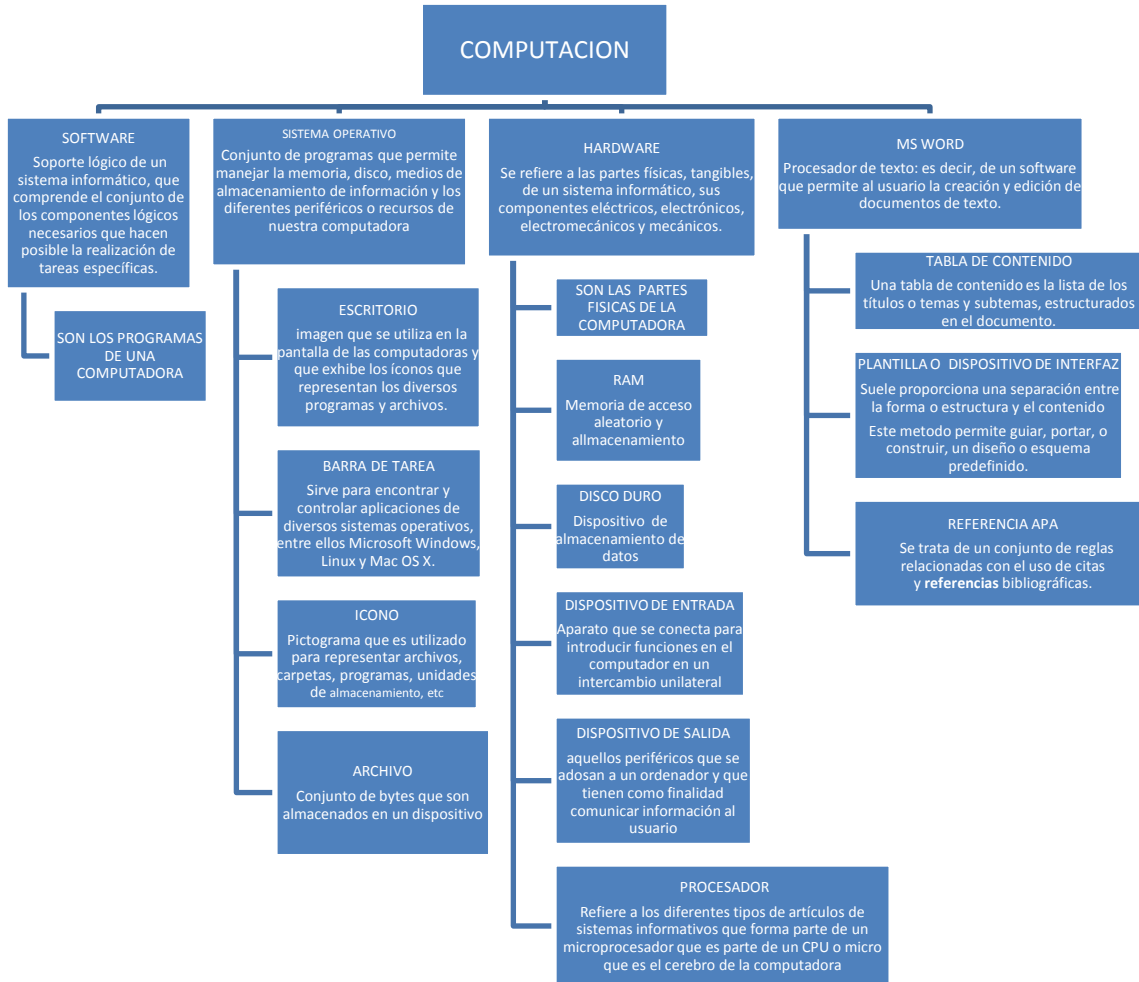 COMPUTACION
SOFTWARE
Soporte lógico de un
sistema informático, que
comprende el conjunto de
los componentes lógicos
necesarios que hacen
posible la realización de
tareas específicas.
SON LOS PROGRAMAS
DE UNA
COMPUTADORA
SISTEMA OPERATIVO
Conjunto de programas que permite
manejar la memoria, disco, medios de
almacenamiento de información y los
diferentes periféricos o recursos de
nuestra computadora
ESCRITORIO
imagen que se utiliza en la
pantalla de las computadoras y
que exhibe los íconos que
representan los diversos
programas y archivos.
BARRA DE TAREA
Sirve para encontrar y
controlar aplicaciones de
diversos sistemas operativos,
entre ellos Microsoft Windows,
Linux y Mac OS X.
ICONO
Pictograma que es utilizado
para representar archivos,
carpetas, programas, unidades
de almacenamiento, etc
ARCHIVO
Conjunto de bytes que son
almacenados en un dispositivo
HARDWARE
Se refiere a las partes físicas, tangibles,
de un sistema informático, sus
componentes eléctricos, electrónicos,
electromecánicos y mecánicos.
SON LAS PARTES
FISICAS DE LA
COMPUTADORA
RAM
Memoria de acceso
aleatorio y allmacenamiento
DISCO DURO
Dispositivo de
almacenamiento de
datos
DISPOSITIVO DE ENTRADA
Aparato que se conecta para
introducir funciones en el
computador en un
intercambio unilateral
DISPOSITIVO DE SALIDA
aquellos periféricos que se
adosan a un ordenador y que
tienen como finalidad
comunicar información al
usuario
PROCESADOR
Refiere a los diferentes tipos de artículos de
sistemas informativos que forma parte de un
microprocesador que es parte de un CPU o micro
que es el cerebro de la computadora
MS WORD
Procesador de texto: es decir, de un software
que permite al usuario la creación y edición de
documentos de texto.
TABLA DE CONTENIDO
Una tabla de contenido es la lista de los
títulos o temas y subtemas, estructurados
en el documento.
PLANTILLA O DISPOSITIVO DE INTERFAZ
Suele proporciona una separación entre
la forma o estructura y el contenido
Este metodo permite guiar, portar, o
construir, un diseño o esquema
predefinido.
REFERENCIA APA
Se trata de un conjunto de reglas
relacionadas con el uso de citas
y referencias bibliográficas.